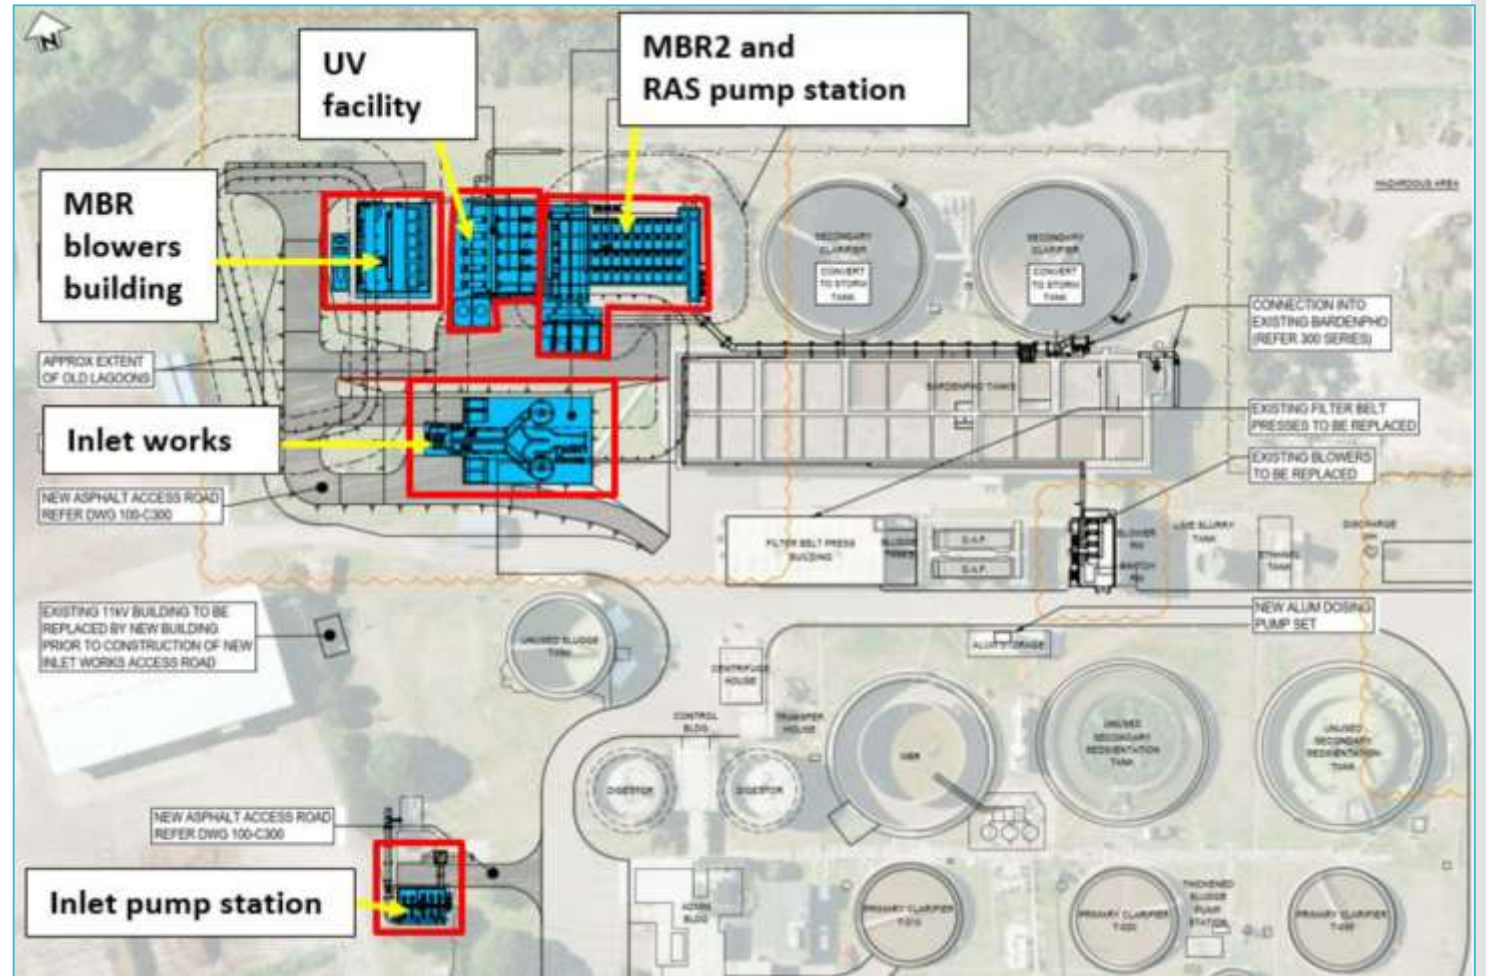 N
UV
facility
MBR2 and
RAS pump station
MBR
blowers
building
HAZARDOUS AREA
SECONDARY
CLARIFIER
CONVERT
TO STORM
TANK
SECONDARY
CLARIFIER
CONVERT
TO STORM
TANK
CONNECTION INTO
EXISTING BARDENPHO
(REFER 300 SERIES)
APPROX EXTENT
OF OLD LAGOONS
BARDENPHO TANKS
EXISTING FILTER BELT
PRESSES TO BE REPLACED
Inlet works
EXISTING BLOWERS
TO BE REPLACED
NEW ASPHALT ACCESS ROAD
REFER DWG 100-C300
FILTER BELT PRESS
BUILDING
SLUDGE
D.A.F.
D.A.F.
BLOWER
RM
SWITCH
RM
LIME SLURRY
TANK
ETHANOL
TANK
DISCHARGE
EXISTING 11kV BUILDING TO BE
REPLACED BY NEW BUILDING
PRIOR TO CONSTRUCTION OF NEW
INLET WORKS ACCESS ROAD
NEW ALUM DOSING
PUMP SET
UNUSED SLUDGE
TANK
ALUM STORAGE
CENTRIFUGE
HOUSE
CONTROL
BLDG
TRANSFER
HOUSE
MBR
UNUSED
SECONDARY
SEDIMENTATION
TANK
UNUSED
SECONDARY
SEDIMENTATION
TANK
DIGESTOR
DIGESTOR
NEW ASPHALT ACCESS ROAD
REFER DWG 100-C300
Inlet pump station
ADMIN
BLDG
PRIMARY CLARIFIER
PRIMARY CLARIFIER
THICKENED
SLUDGE
PUMP
STATION
PRIMARY CLARIFIER